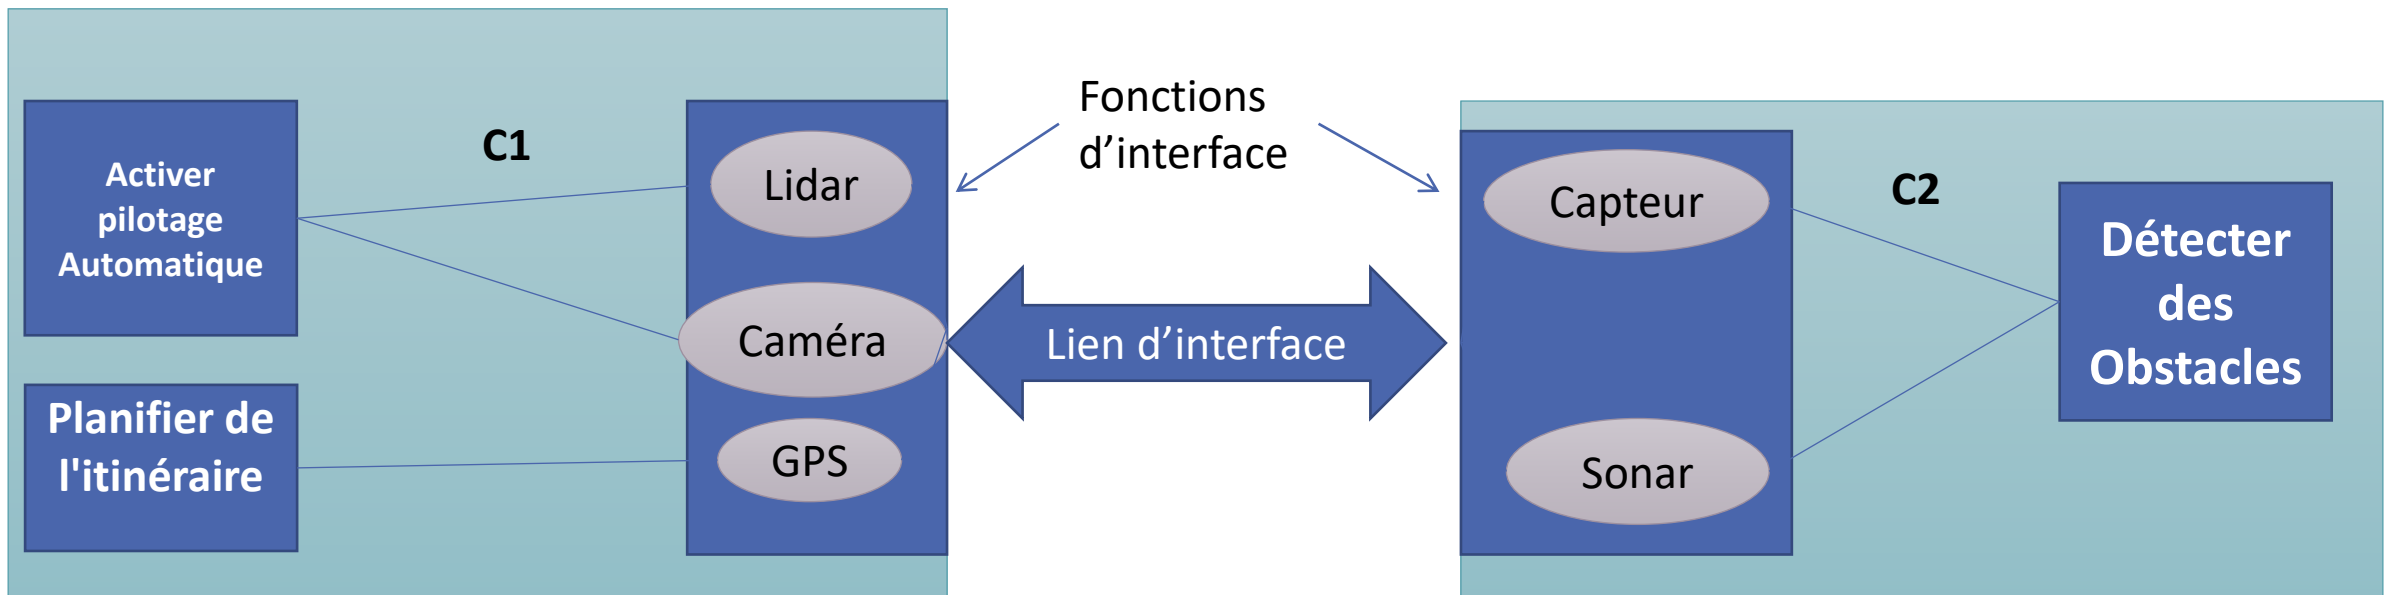 Activer
pilotage
Automatique
Planifier de
l'itinéraire
C1
Lidar
Caméra
GPS
Fonctions
d’interface
Lien d’interface
Capteur
Sonar
C2
Détecter
des
Obstacles